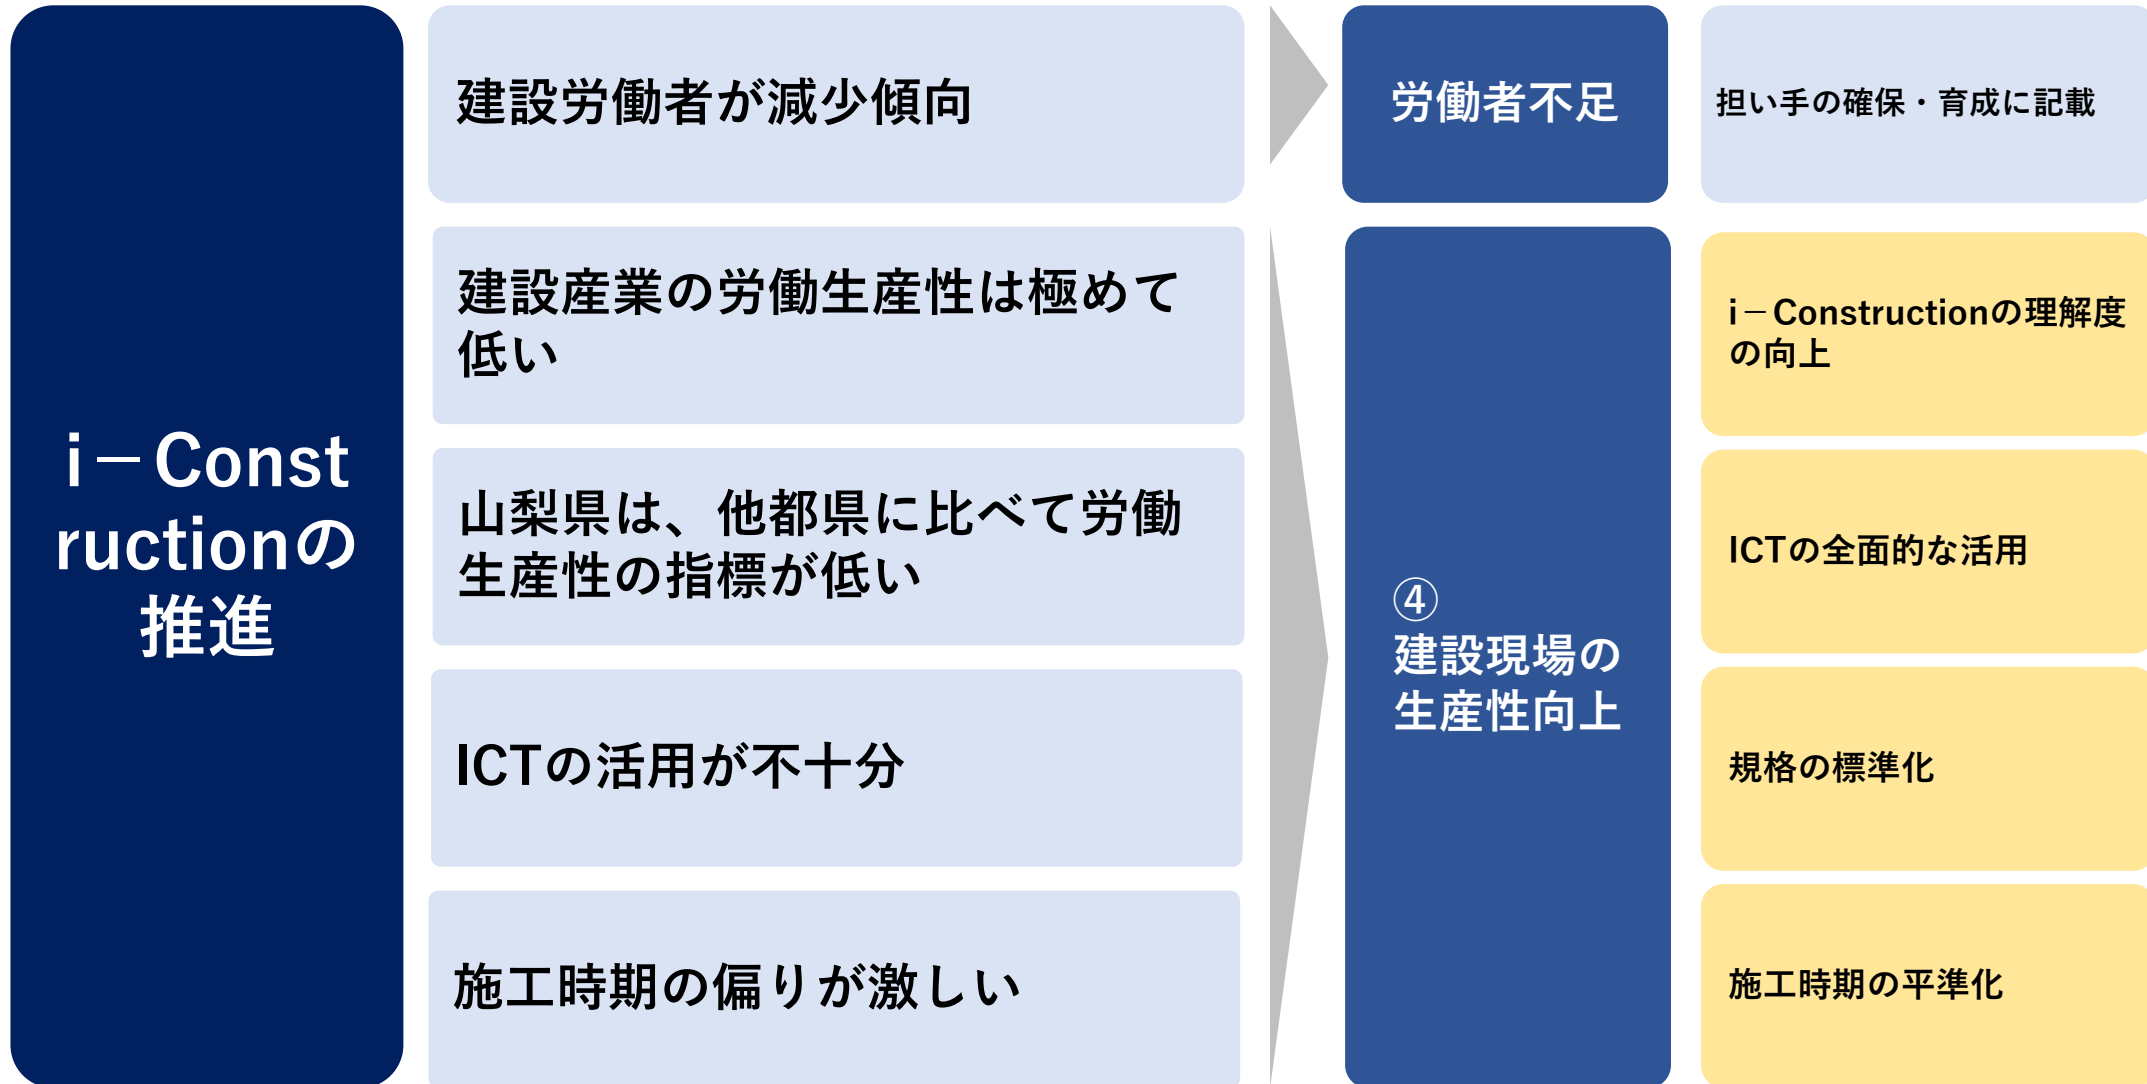 i－Const
ructionの
推進
建設労働者が減少傾向
労働者不足
担い手の確保・育成に記載
建設産業の労働生産性は極めて
低い
山梨県は、他都県に比べて労働
生産性の指標が低い
ICTの活用が不十分
施工時期の偏りが激しい
④
建設現場の
生産性向上
i－Constructionの理解度
の向上
ICTの全面的な活用
規格の標準化
施工時期の平準化